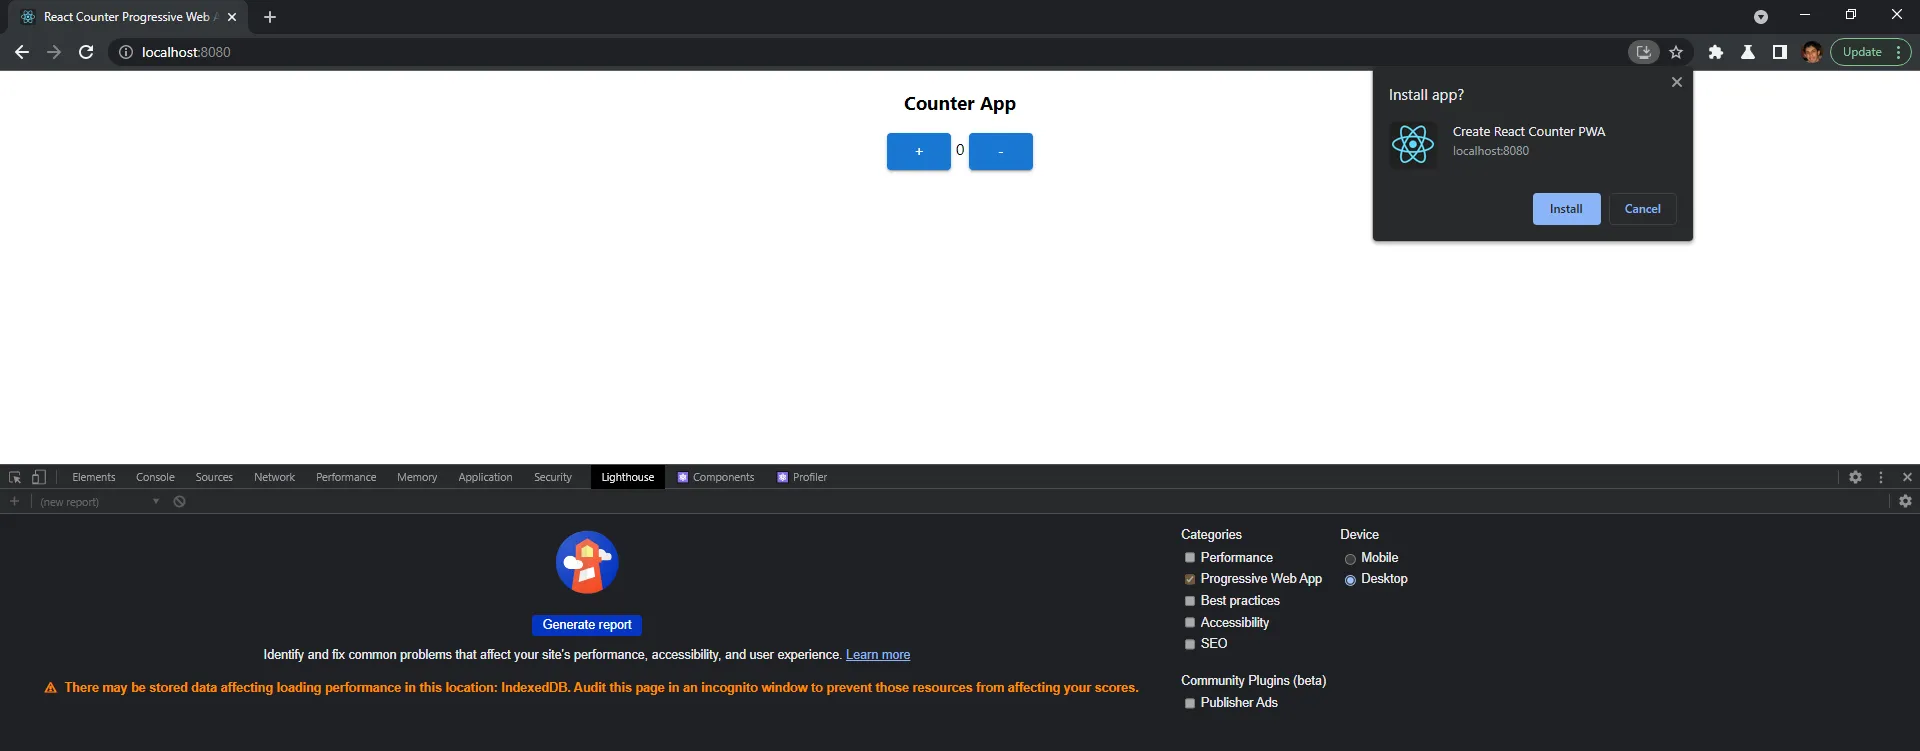 React Counter Progressive Web A
localhost:8080
Update
Counter App
+ 0 -
Install app?
Create React Counter PWA
localhost:8080
Install Cancel
Elements Console Sources Network Performance Memory Application Security Lighthouse Components Profiler
(new report)
Generate report
Identify and fix common problems that affect your site's performance, accessibility, and user experience. Learn more
There may be stored data affecting loading performance in this location: IndexedDB. Audit this page in an incognito window to prevent those resources from affecting your scores.
Categories
Performance
Progressive Web App
Best practices
Accessibility
SEO
Community Plugins (beta)
Publisher Ads
Device
Mobile
Desktop